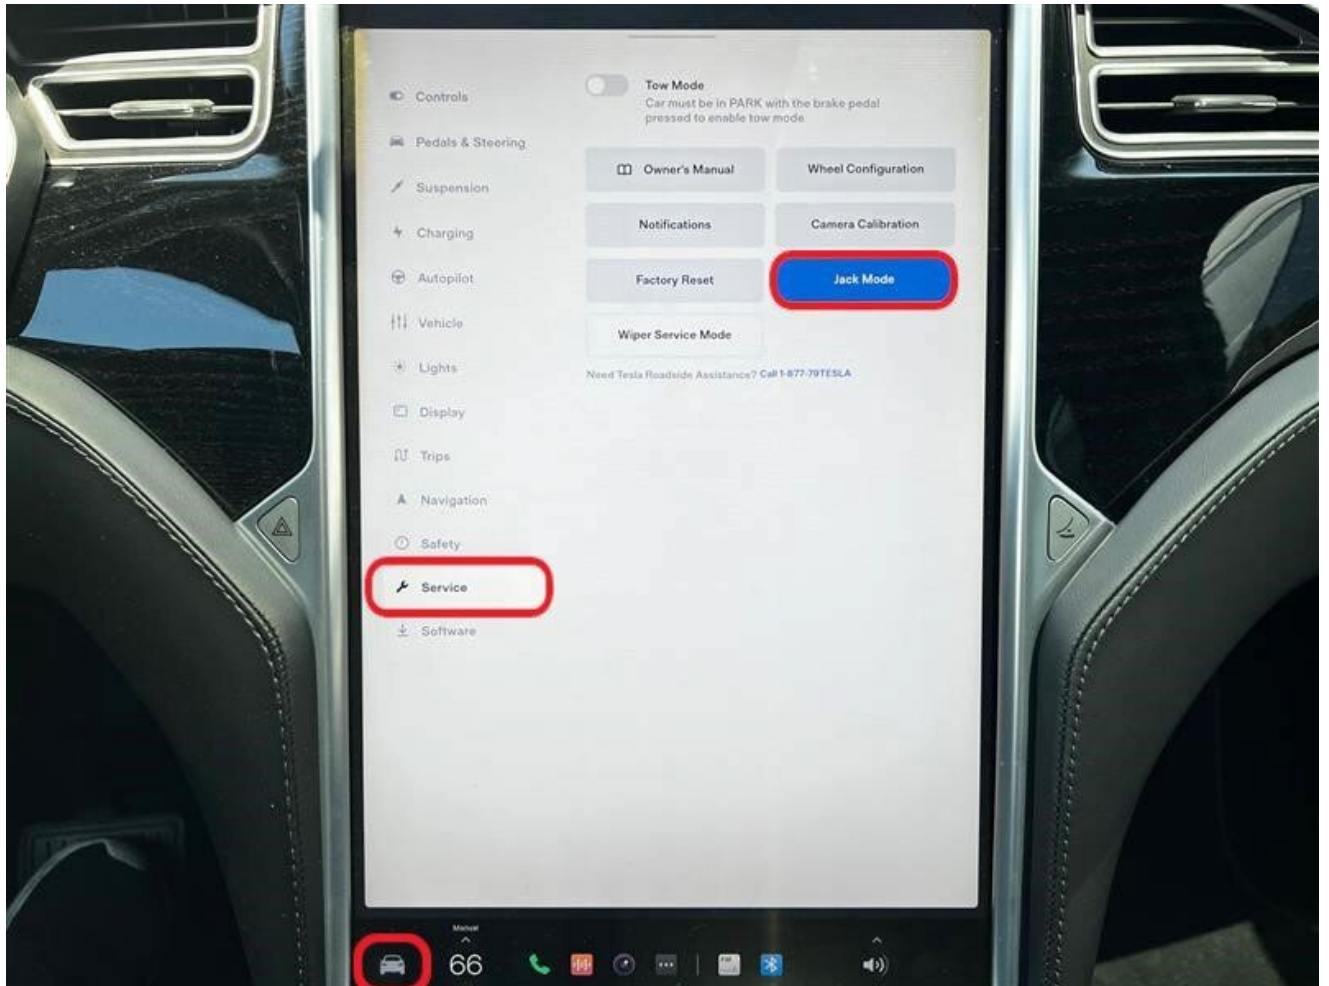 Controls
Pedals & Steering
Suspension
Charging
Autopilot
Vehicle
Lights
Display
Trips
Navigation
Safety
Service
Software
Tow Mode
Car must be in PARK with the brake pedal
pressed to enable tow mode
Owner's Manual
Wheel Configuration
Notifications
Camera Calibration
Factory Reset
Jack Mode
Wiper Service Mode
Need Tesla Roadside Assistance? Call 1-877-79TESLA
Manual
66